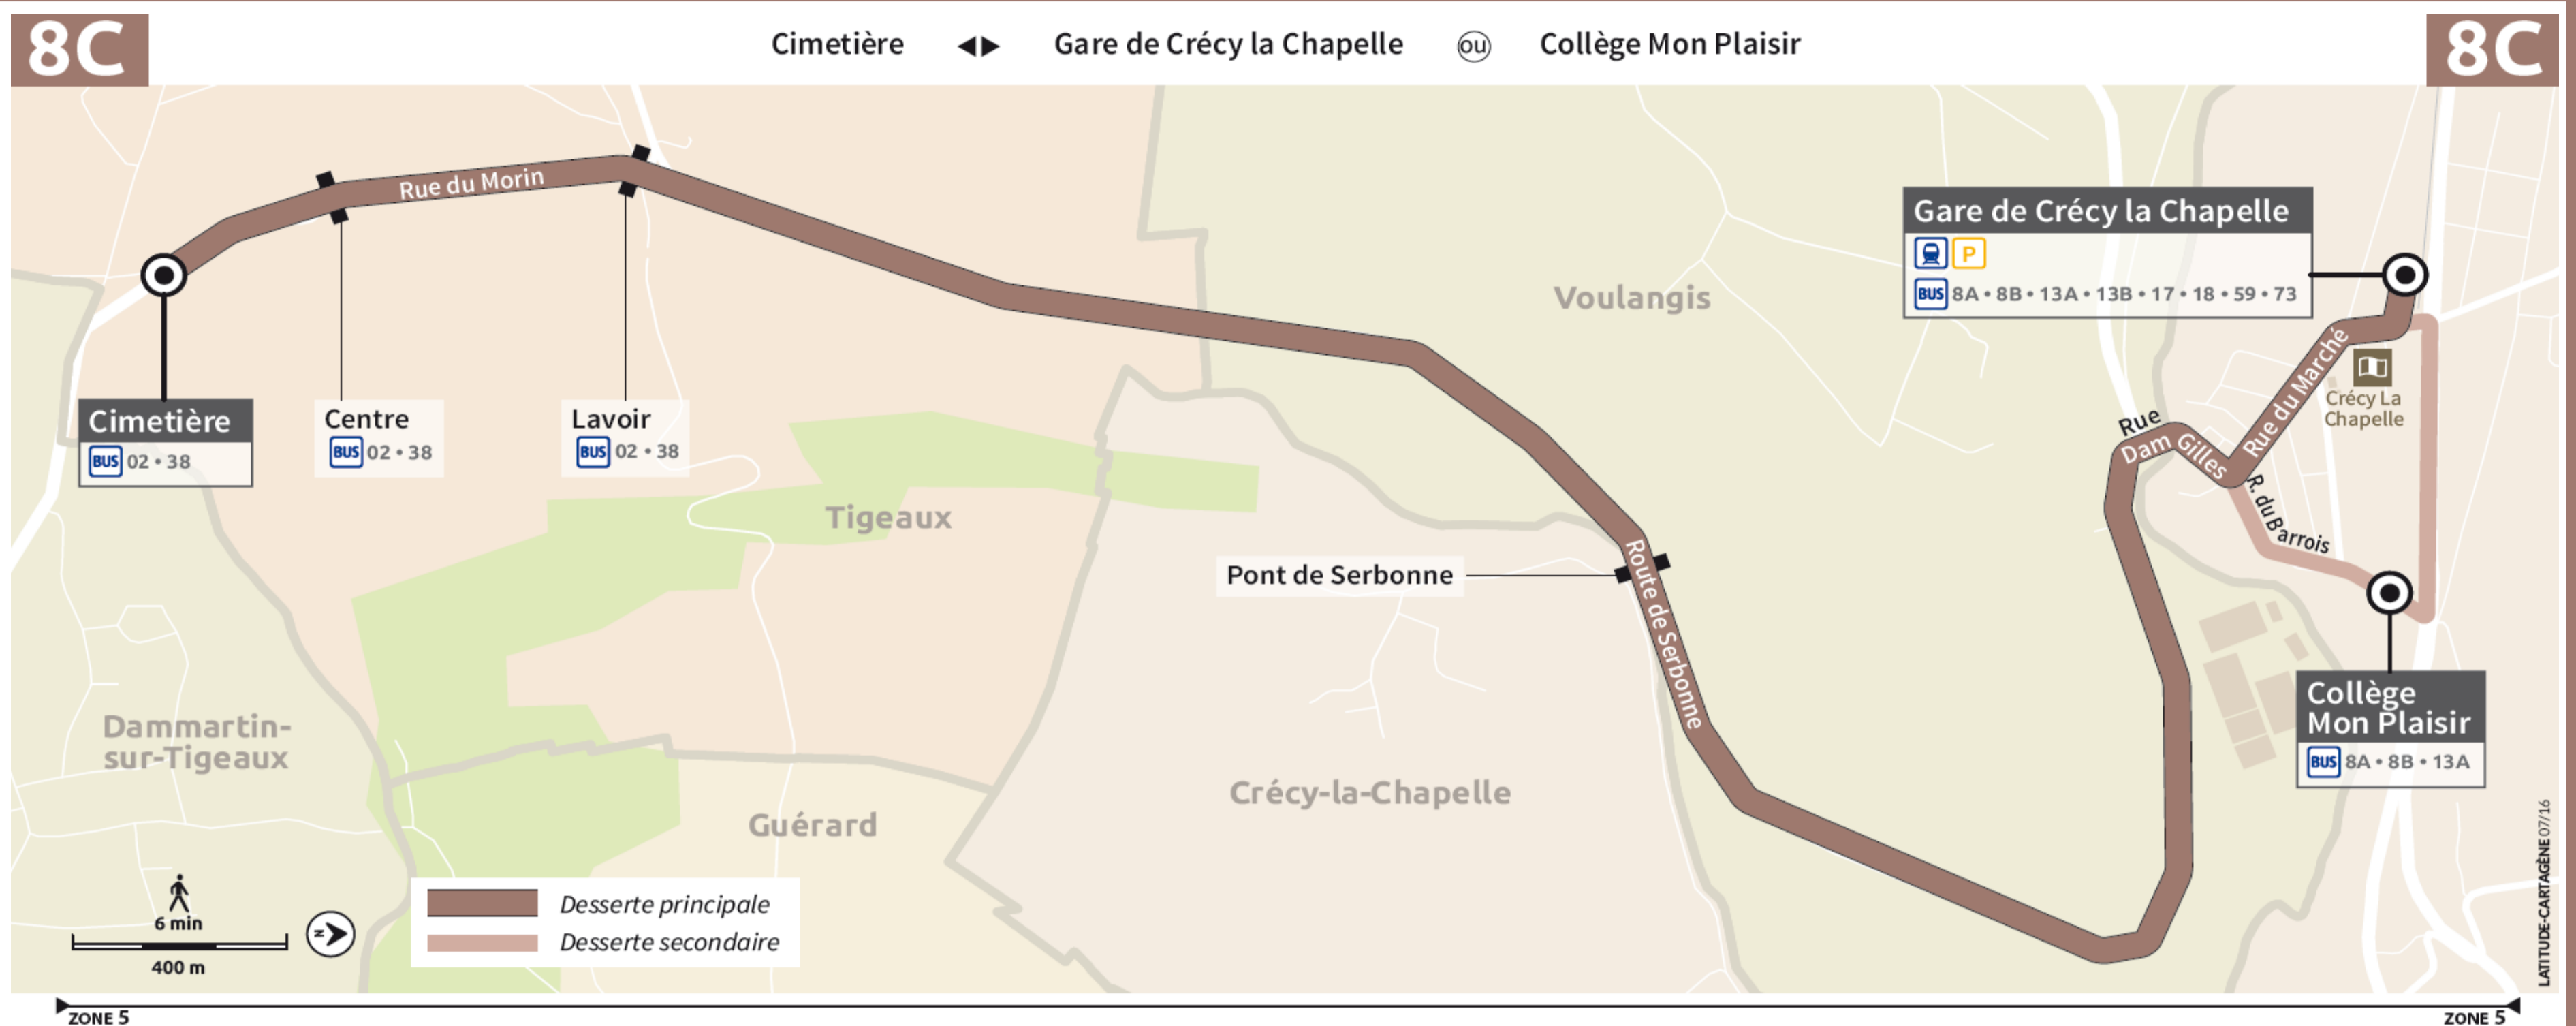 8C
Cimetière ◀▶ Gare de Crécy la Chapelle ou Collège Mon Plaisir
8C
Rue du Morin
Gare de Crécy la Chapelle
P
BUS 8A • 8B • 13A • 13B • 17 • 18 • 59 • 73
Voulangis
Rue du Marché
Crécy La
Chapelle
Rue
Dam Gilles
R. du Barrois
Cimetière
BUS 02 • 38
Centre
BUS 02 • 38
Lavoir
BUS 02 • 38
Tigeaux
Pont de Serbonne
Route de Serbonne
Collège
Mon Plaisir
BUS 8A • 8B • 13A
Dammartin-
sur-Tigeaux
Guérard
Crécy-la-Chapelle
6 min
400 m
N
Desserte principale
Desserte secondaire
LATITUDE-CARTAGÈNE 07/16
ZONE 5
ZONE 5